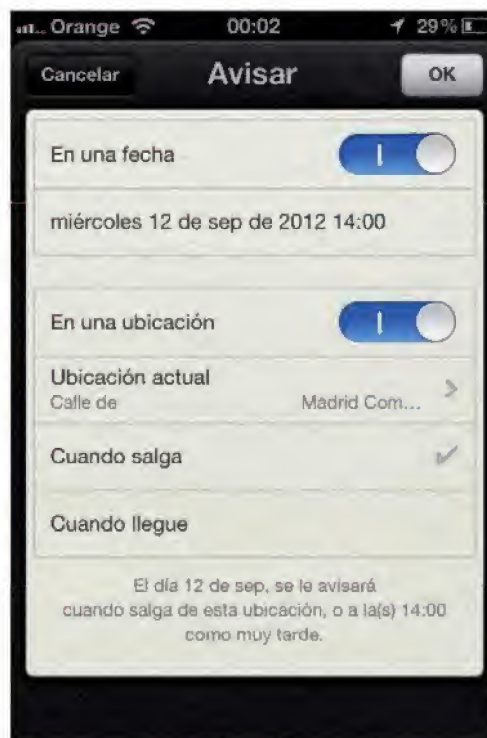 Orange 00:02 29%
Cancelar Avisar OK
En una fecha
miércoles 12 de sep de 2012 14:00
En una ubicación
Ubicación actual
Calle de Madrid Com...
Cuando salga
Cuando llegue
El día 12 de sep, se le avisará
cuando salga de esta ubicación, o a la(s) 14:00
como muy tarde.